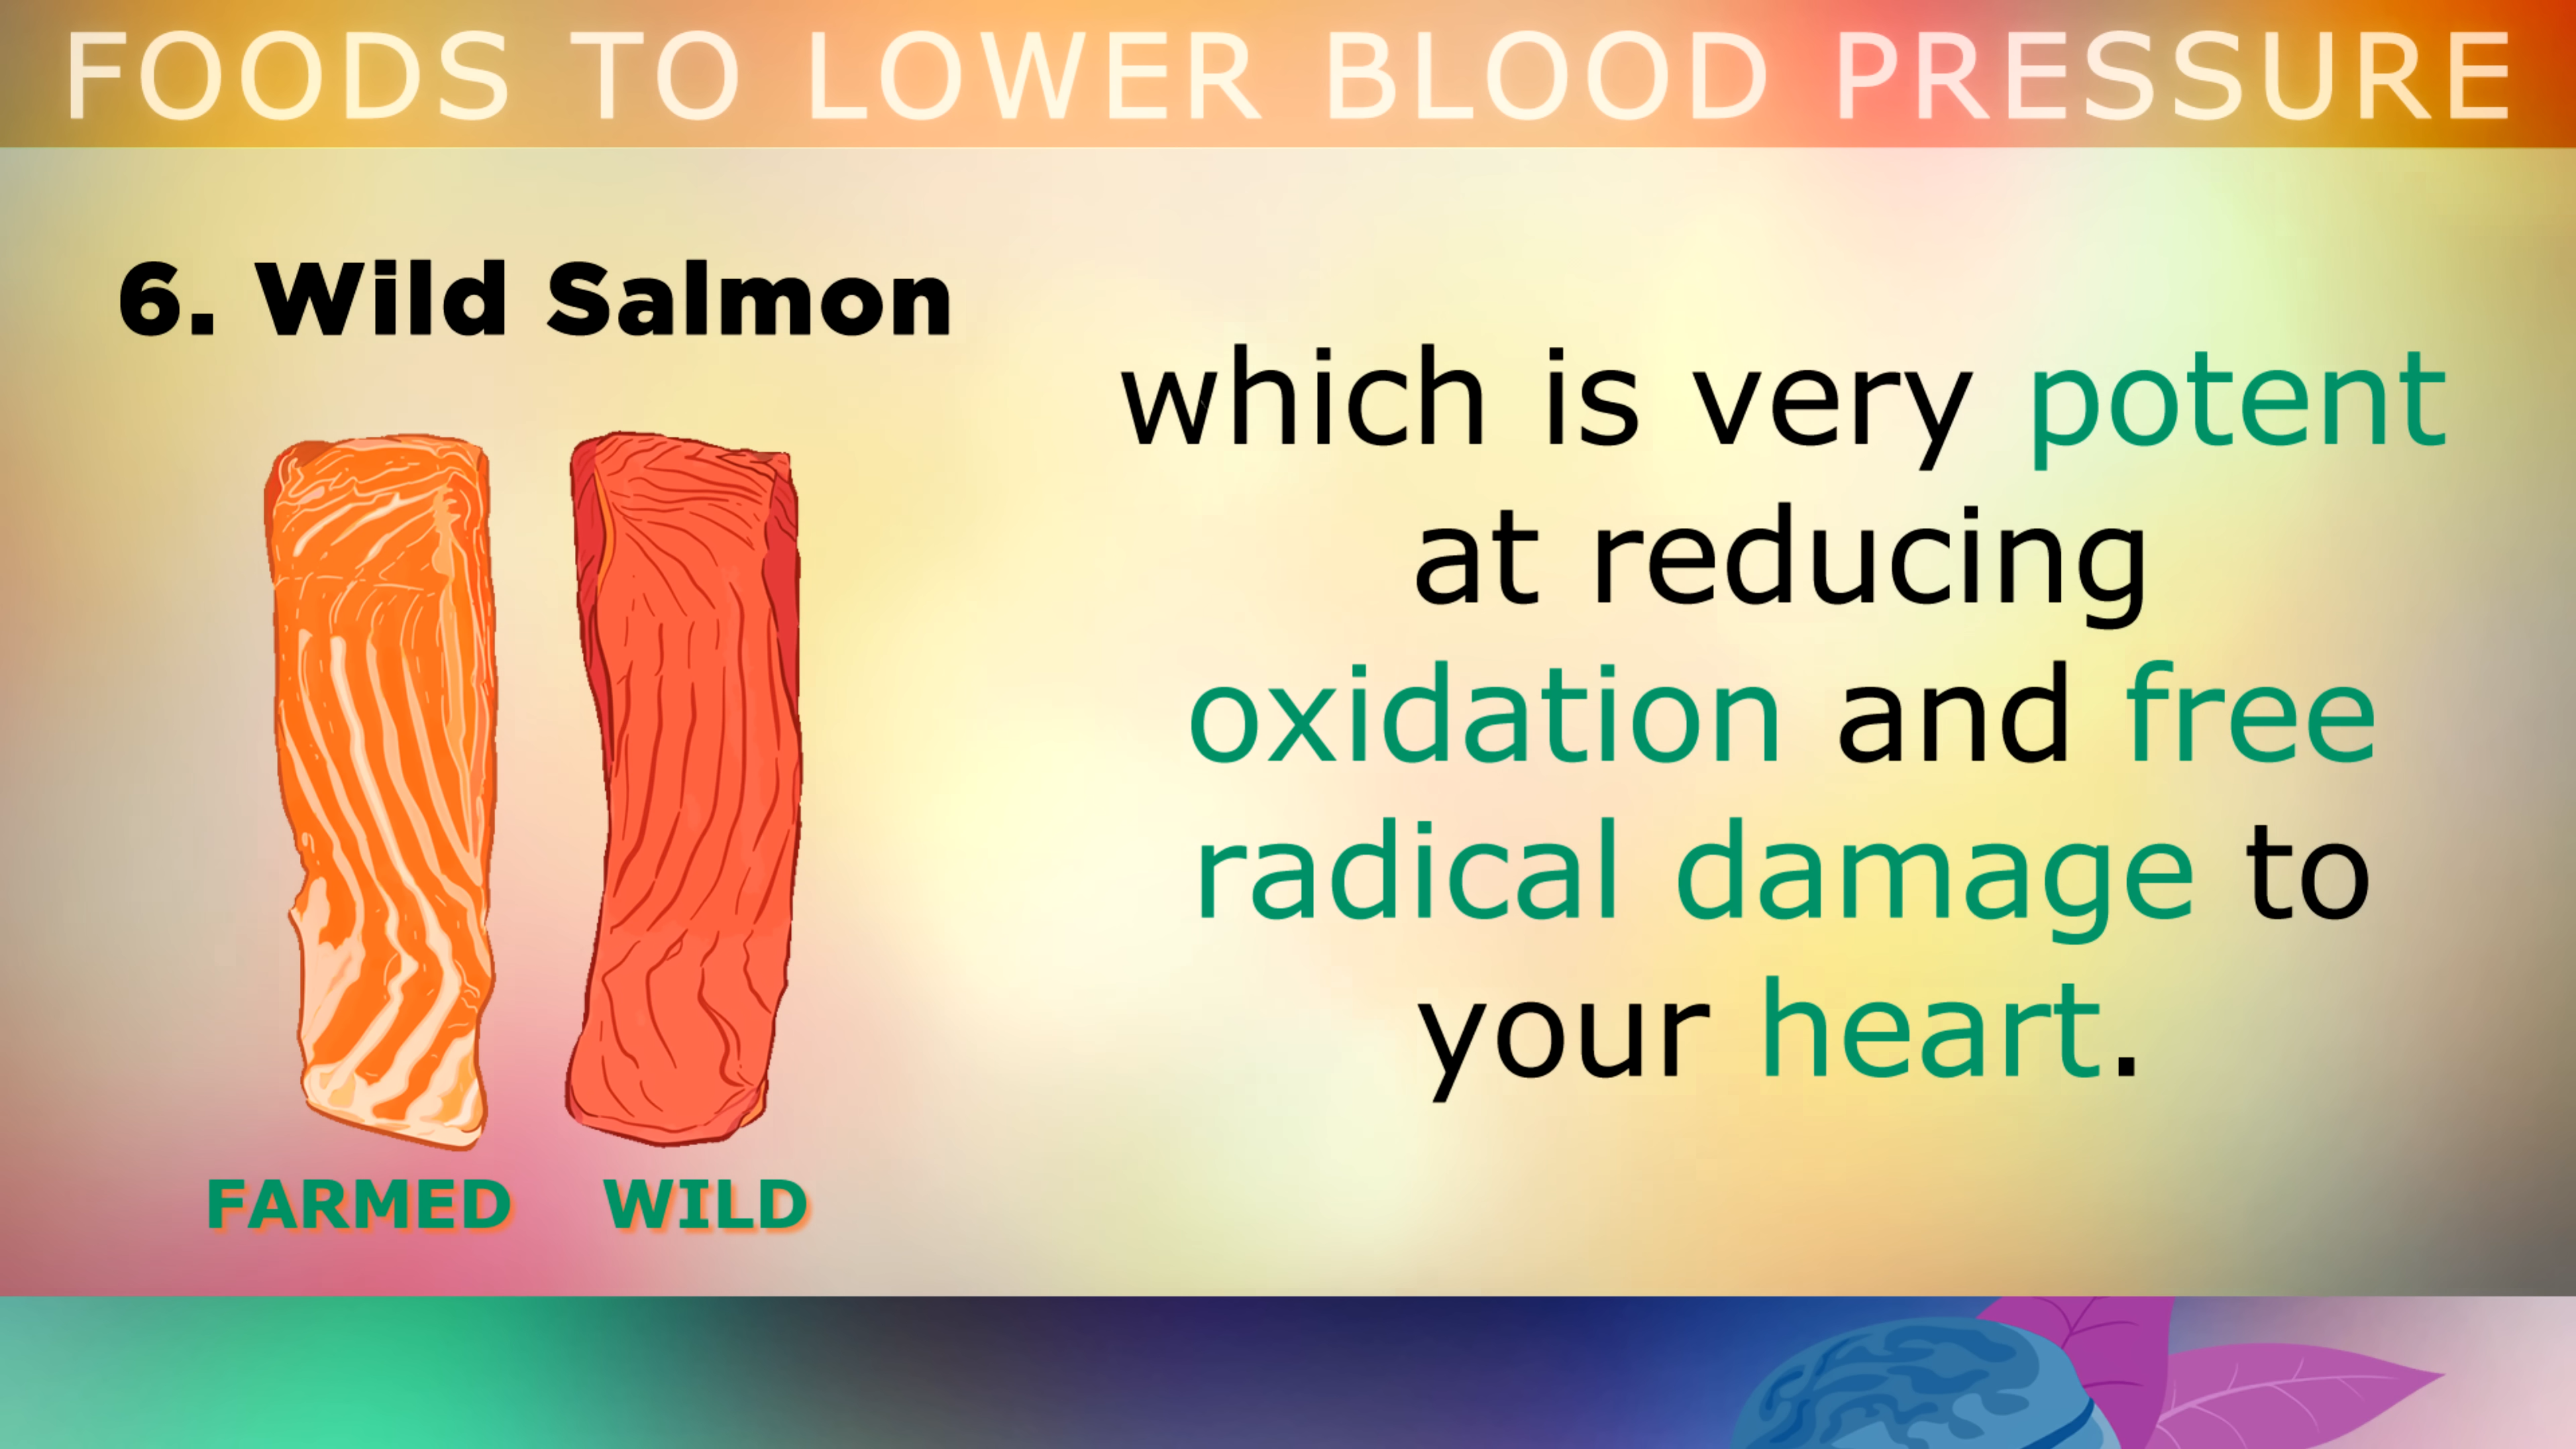 FOODS TO LOWER BLOOD PRESSURE
6. Wild Salmon
FARMED WILD
which is very potent
at reducing
oxidation and free
radical damage to
your heart.